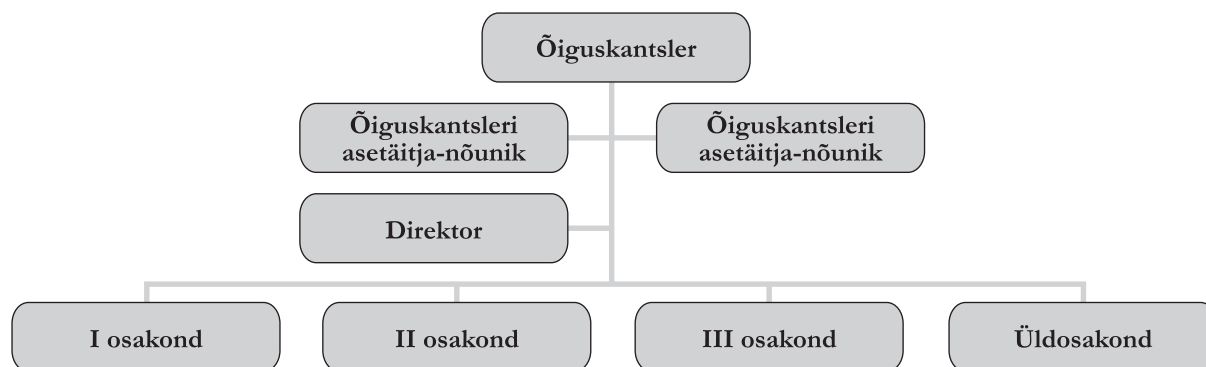 Õiguskantsler
Õiguskantsleri
asetäitja-nõunik
Õiguskantsleri
asetäitja-nõunik
Direktor
I osakond
II osakond
III osakond
Üldosakond